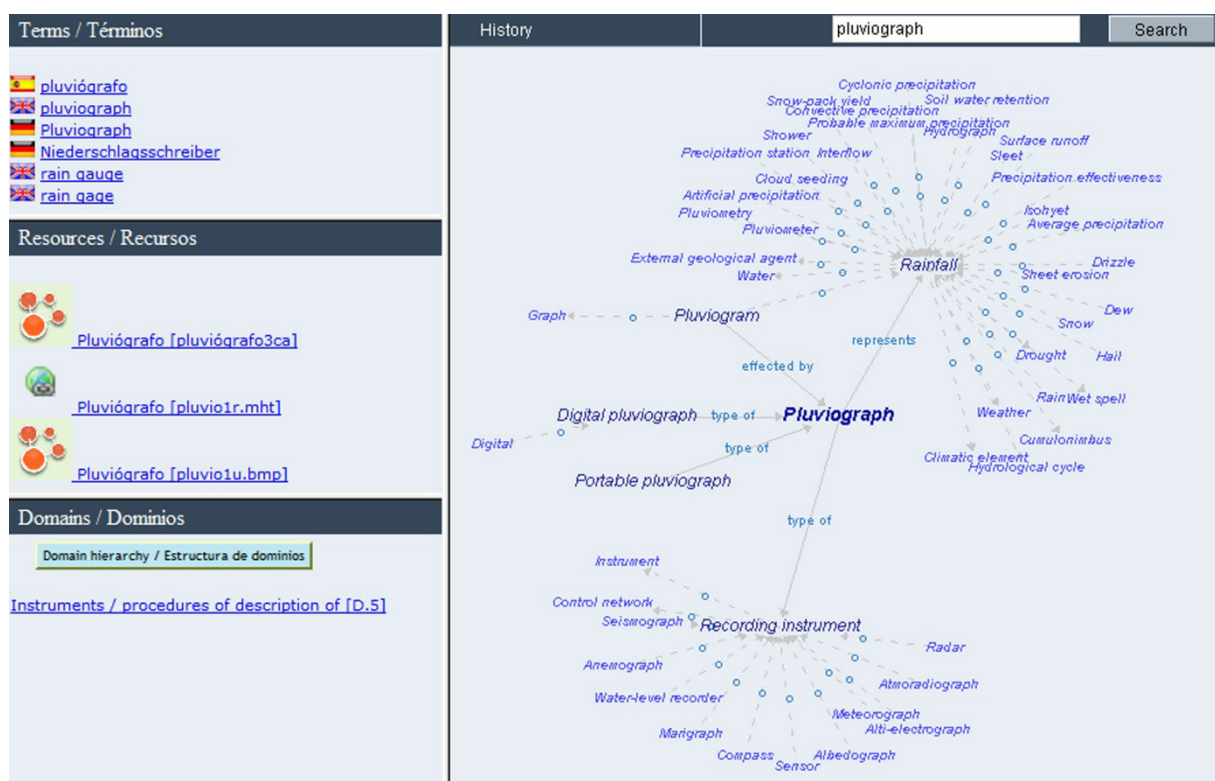 Terms / Términos
pluviógrafo
pluviograph
Pluviograph
Niederschlagsschreiber
rain gauge
rain gage
Resources / Recursos
Pluviógrafo [pluviógrafo3ca]
Pluviógrafo [pluvio1r.mht]
Pluviógrafo [pluvio1u.bmp]
Domains / Dominios
Domain hierarchy / Estructura de dominios
Instruments / procedures of description of [D.5]
History
pluviograph
Search
Cyclonic precipitation
Snow-pack yield
Soil water retention
Convective precipitation
Probable maximum precipitation
Hydrograph
Shower
Surface runoff
Precipitation station
Interflow
Sleet
Cloud seeding
Precipitation effectiveness
Artificial precipitation
Pluviometry
Isohyet
Average precipitation
Pluviometer
External geological agent
Rainfall
Drizzle
Water
Sheet erosion
Graph
Pluviogram
Dew
Snow
represents
Drought
Hail
effected by
Rain
Wet spell
Digital pluviograph
type of
Pluviograph
Weather
Digital
type of
Cumulonimbus
Climatic element
Hydrological cycle
Portable pluviograph
type of
Instrument
Control network
Seismograph
Recording instrument
Radar
Anemograph
Atmoradiograph
Water-level recorder
Meteorograph
Alti-electrograph
Marigraph
Compass
Albedograph
Sensor